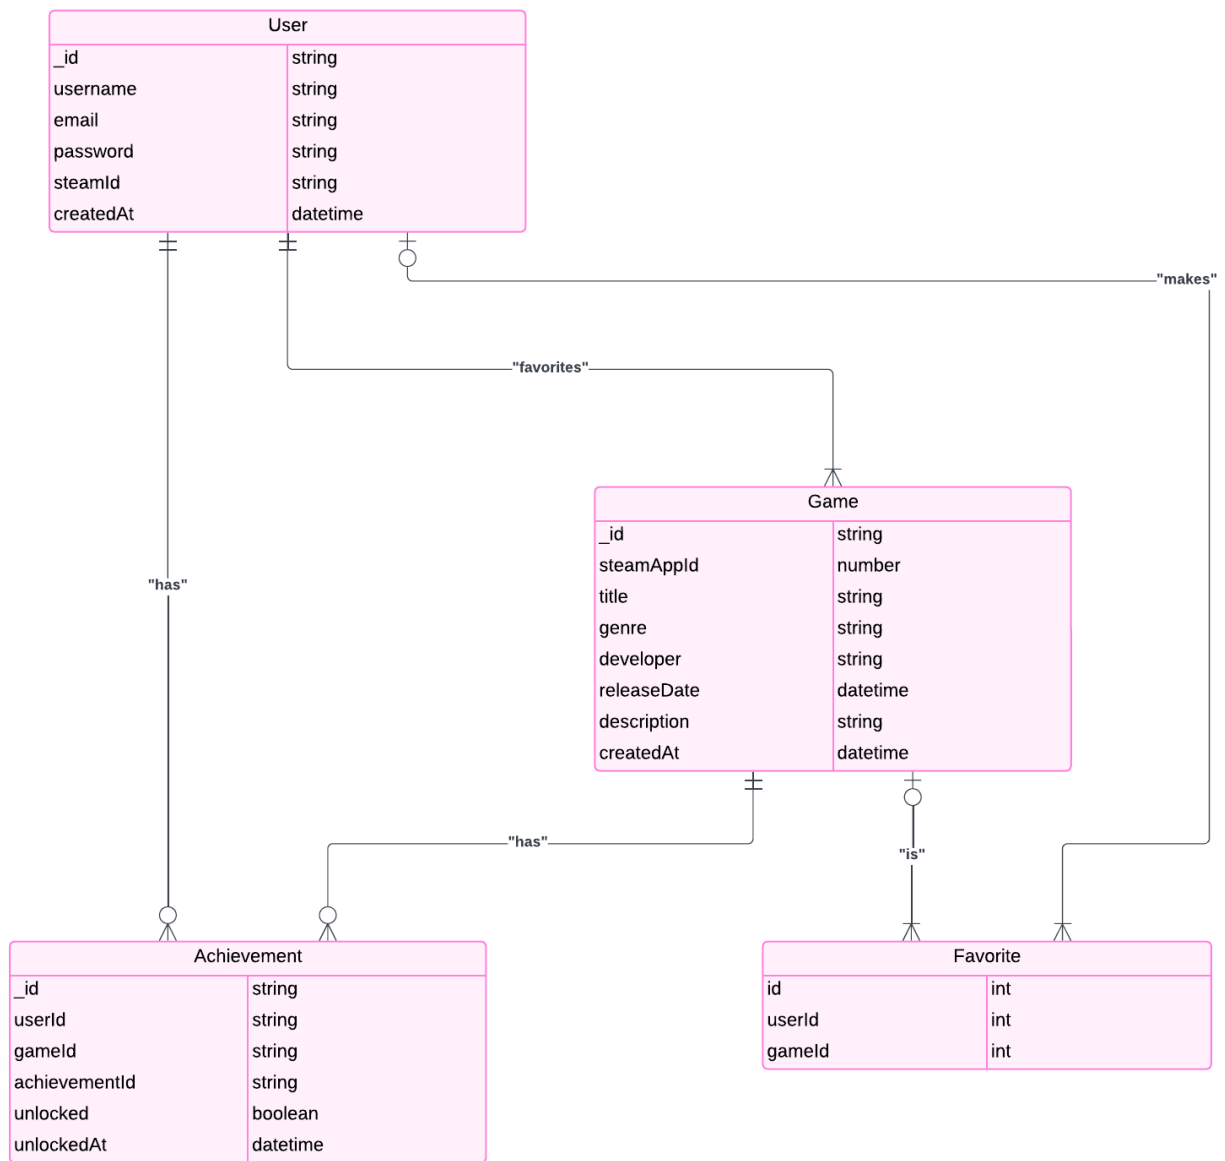 User
_id string
username string
email string
password string
steamId string
createdAt datetime
"makes"
"favorites"
Game
_id string
steamAppId number
title string
genre string
developer string
releaseDate datetime
description string
createdAt datetime
"has"
"has"
"is"
Achievement
_id string
userId string
gameId string
achievementId string
unlocked boolean
unlockedAt datetime
Favorite
id int
userId int
gameId int